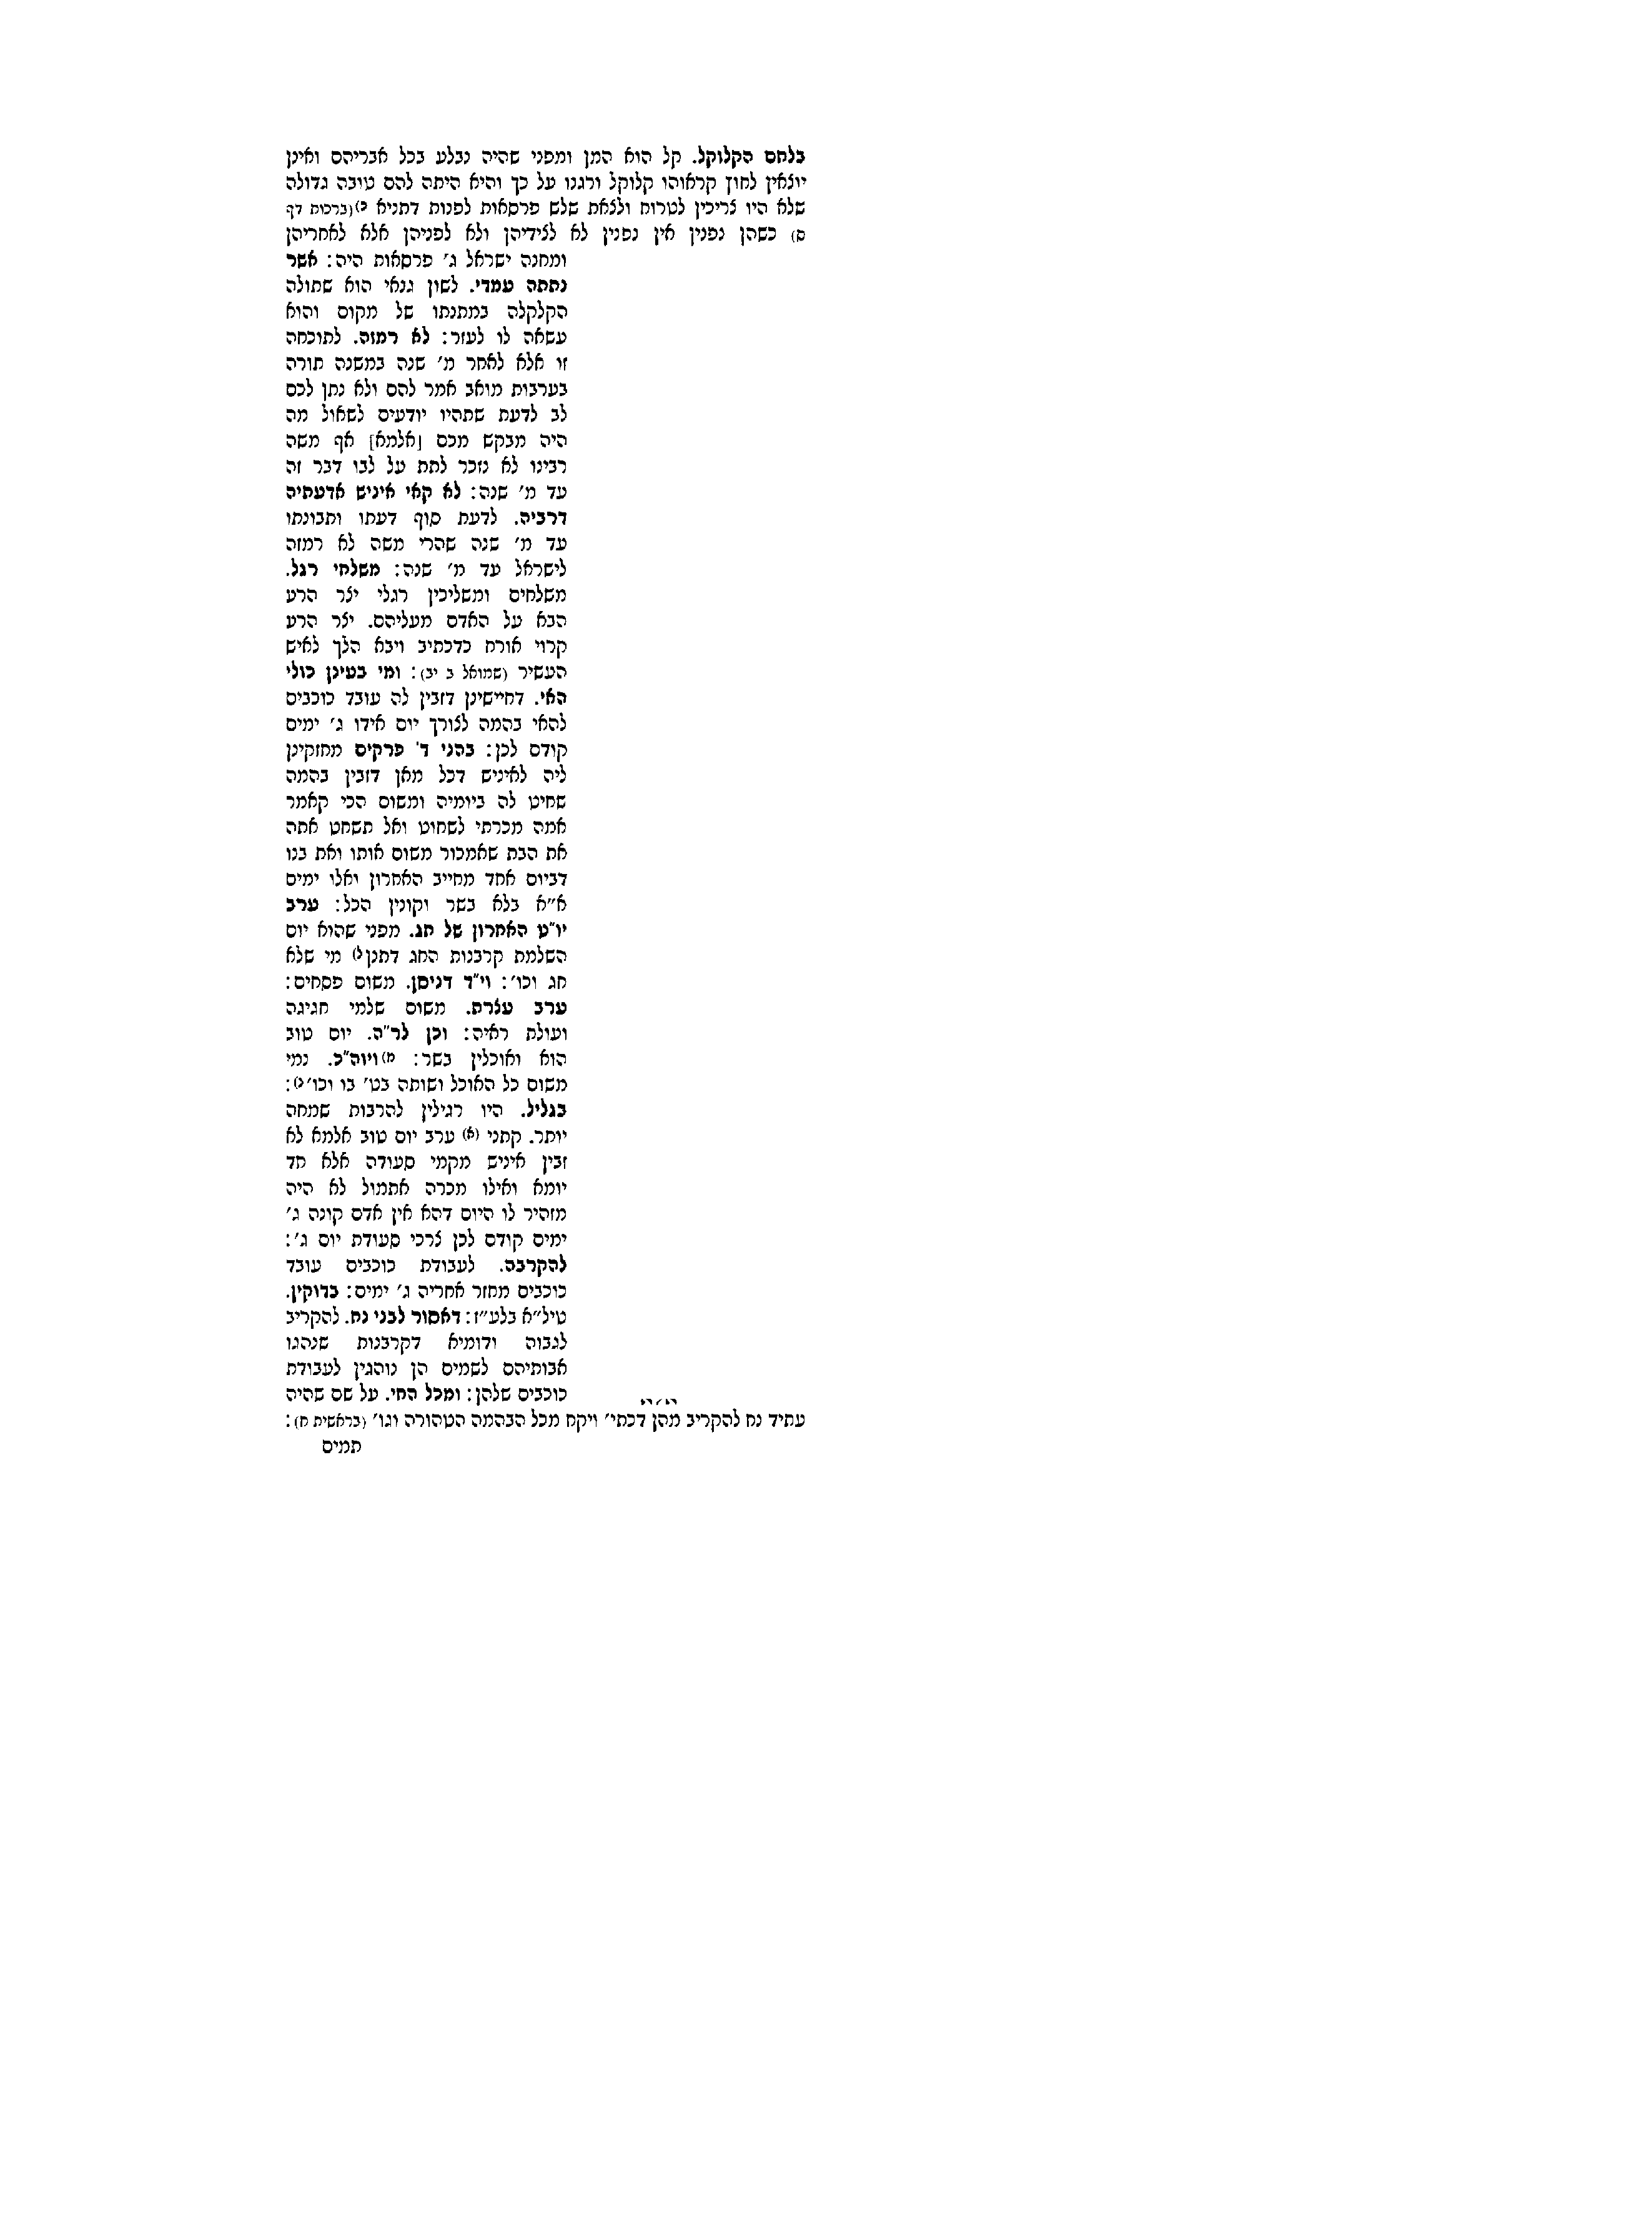 בלחם הקלוקל. קל הוא המן ומפני שהיה נבלע בכל אבריהם ואינן
יוצאין לחוץ קראוהו קלוקל ורגנו על כך והיא היתה להם טובה גדולה
שלא היו צריכין לטרוח ולצאת שלש פרסאות לפנות דתניא כ)(ברכות דף
ס) כשהן נפנין אין נפנין לא לצידיהן ולא לפניהן אלא לאחריהן
ומחנה ישראל ג׳ פרסאות היה: אשר
נתתה עמדי. לשון גנאי הוא שתולה
הקלקלה במתנתו של מקום והוא
עשאה לו לעזר: לא רמזה. לתוכחה
זו אלא לאחר מ׳ שנה במשנה תורה
בערבות מואב אמר להם ולא נתן לכם
לב לדעת שתהיו יודעים לשאול מה
היה מבקש מכם [אלמא] אף משה
רבינו לא נזכר לתת על לבו דבר זה
עד מ׳ שנה: לא קאי איניש אדעתיה
דרביה. לדעת סוף דעתו ותבונתו
עד מ׳ שנה שהרי משה לא רמזה
לישראל עד מ׳ שנה: משלחי רגל.
משלחים ומשליכין רגלי יצר הרע
הבא על האדם מעליהם. יצר הרע
קרוי אורח כדכתיב ויבא הלך לאיש
העשיר (שמואל ב יב): ומי בעינן כולי
האי. דחיישינן דזבין לה עובד כוכבים
להאי בהמה לצורך יום אידו ג׳ ימים
קודם לכן: בהני ד' פרקים מחזקינן
ליה לאיניש דכל מאן דזבין בהמה
שחיט לה ביומיה ומשום הכי קאמר
אמה מכרתי לשחוט ואל תשחט אתה
את הבת שאמכור משום אותו ואת בנו
דביום אחד מחייב האחרון ואלו ימים
א״א בלא בשר וקונין הכל: ערב
יו״ט האחרון של חג. מפני שהוא יום
השלמת קרבנות החג דתנןל) מי שלא
חג וכו׳: וי״ד דניסן. משום פסחים:
ערב עצרת. משום שלמי חגיגה
ועולת ראיה: וכן לר״ה. יום טוב
הוא ואוכלין בשר: מ)ויוה״כ. נמי
משום כל האוכל ושותה בט׳ בו וכו׳נ):
בגליל. היו רגילין להרבות שמחה
יותר. קתני (א) ערב יום טוב אלמא לא
זבין איניש מקמי סעודה אלא חד
יומא ואילו מכרה אתמול לא היה
מזהיר לו היום דהא אין אדם קונה ג׳
ימים קודם לכן צרכי סעודת יום ג׳:
להקרבה. לעבודת כוכבים עובד
כוכבים מחזר אחריה ג׳ ימים: בדוקין.
טיל״א בלע״ז: דאסור לבני נח. להקריב
לגבוה ודומיא דקרבנות שנהגו
אבותיהם לשמים הן נוהגין לעבודת
כוכבים שלהן: ומכל החי. על שם שהיה
עתיד נח להקריב מהן דכתי׳ ויקח מכל הבהמה הטהורה וגו׳ (בראשית ח):
תמים